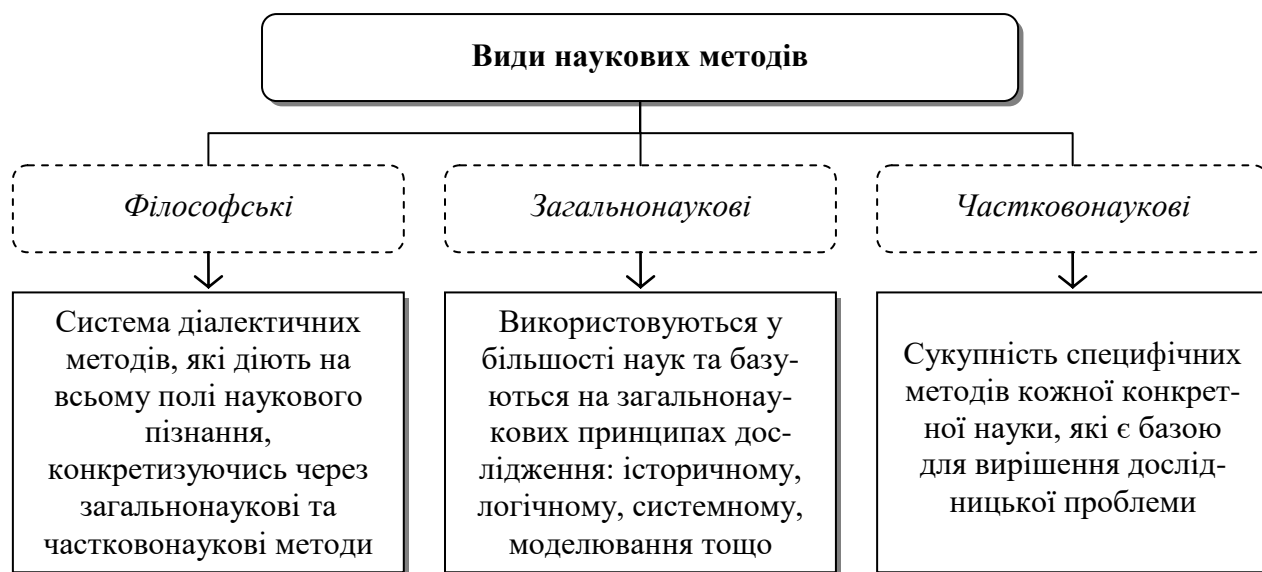 Види наукових методів
Філософські
Загальнонаукові
Частковонаукові
Система діалектичних
методів, які діють на
всьому полі наукового
пізнання,
конкретизуючись через
загальнонаукові та
частковонаукові методи
Використовуються у
більшості наук та базу-
ються на загальнонау-
кових принципах дос-
лідження: історичному,
логічному, системному,
моделювання тощо
Сукупність специфічних
методів кожної конкрет-
ної науки, які є базою
для вирішення дослід-
ницької проблеми